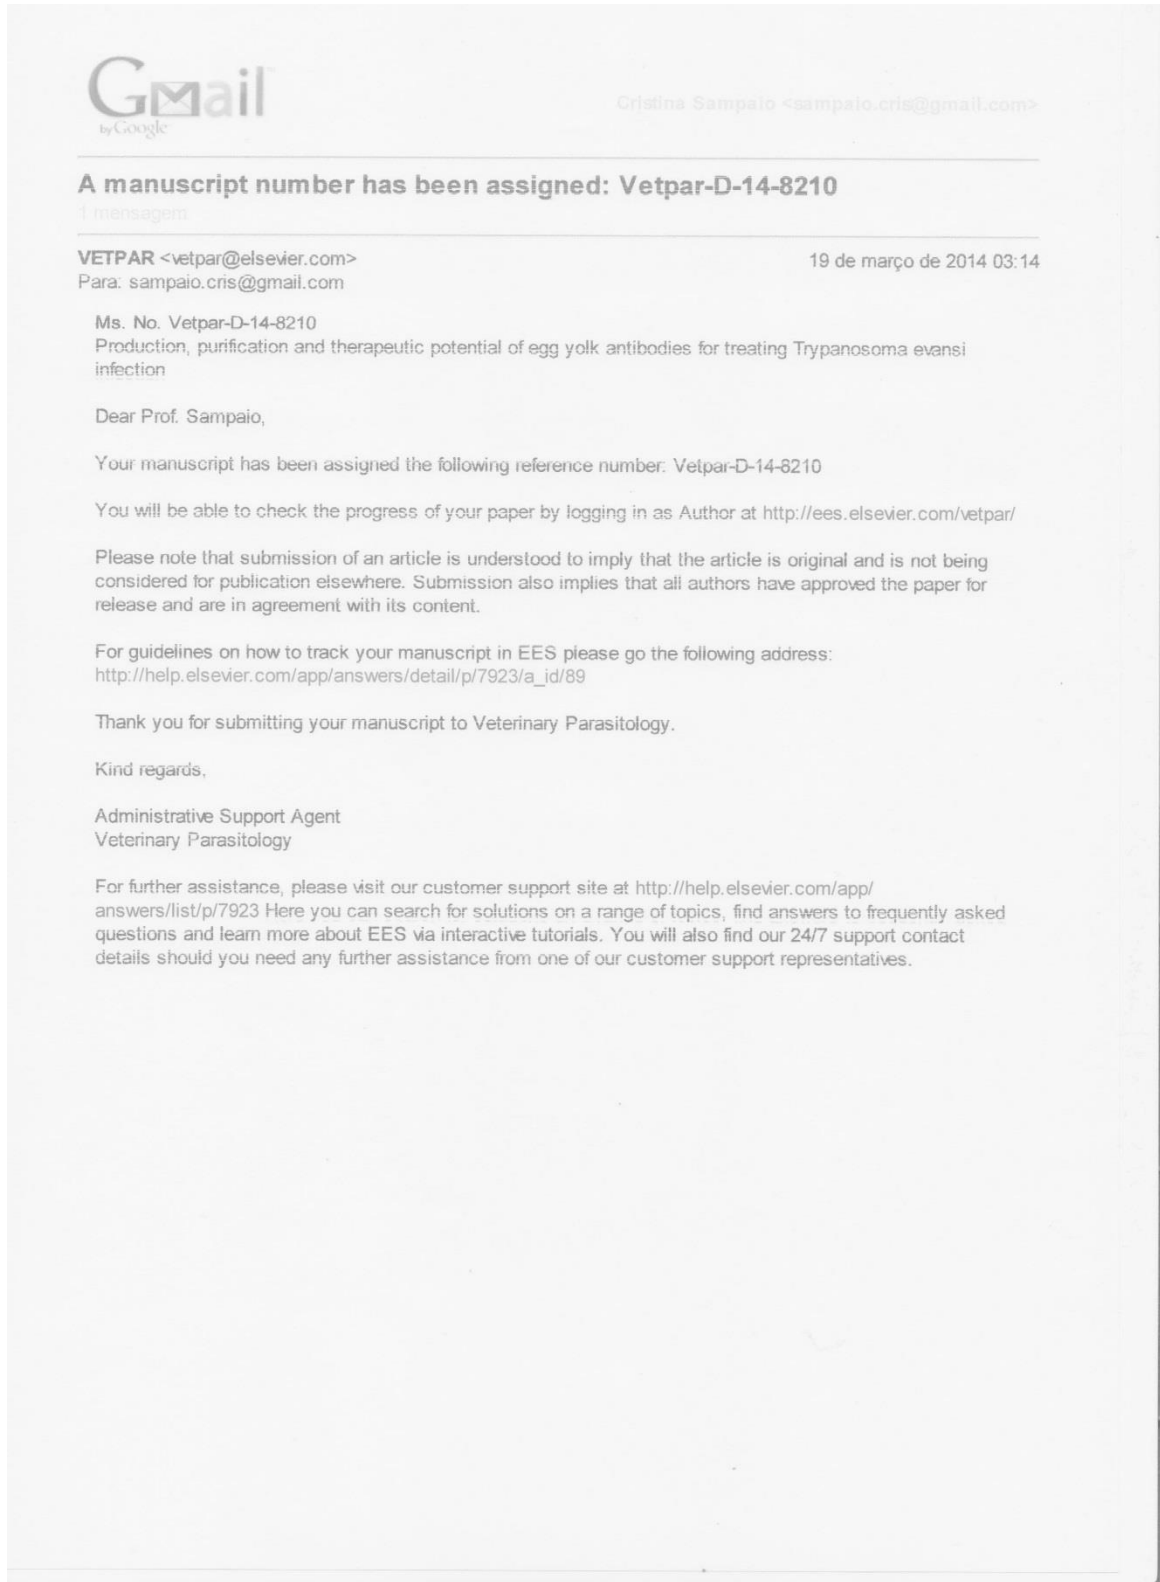 Gmail
by Google
Cristina Sampaio <sampaio.cris@gmail.com>
A manuscript number has been assigned: Vetpar-D-14-8210
1 mensagem
VETPAR <vetpar@elsevier.com>
19 de março de 2014 03:14
Para: sampaio.cris@gmail.com
Ms. No. Vetpar-D-14-8210
Production, purification and therapeutic potential of egg yolk antibodies for treating Trypanosoma evansi
infection
Dear Prof. Sampaio,
Your manuscript has been assigned the following reference number: Vetpar-D-14-8210
You will be able to check the progress of your paper by logging in as Author at http://ees.elsevier.com/vetpar/
Please note that submission of an article is understood to imply that the article is original and is not being
considered for publication elsewhere. Submission also implies that all authors have approved the paper for
release and are in agreement with its content.
For guidelines on how to track your manuscript in EES please go the following address:
http://help.elsevier.com/app/answers/detail/p/7923/a_id/89
Thank you for submitting your manuscript to Veterinary Parasitology.
Kind regards,
Administrative Support Agent
Veterinary Parasitology
For further assistance, please visit our customer support site at http://help.elsevier.com/app/
answers/list/p/7923 Here you can search for solutions on a range of topics, find answers to frequently asked
questions and learn more about EES via interactive tutorials. You will also find our 24/7 support contact
details should you need any further assistance from one of our customer support representatives.